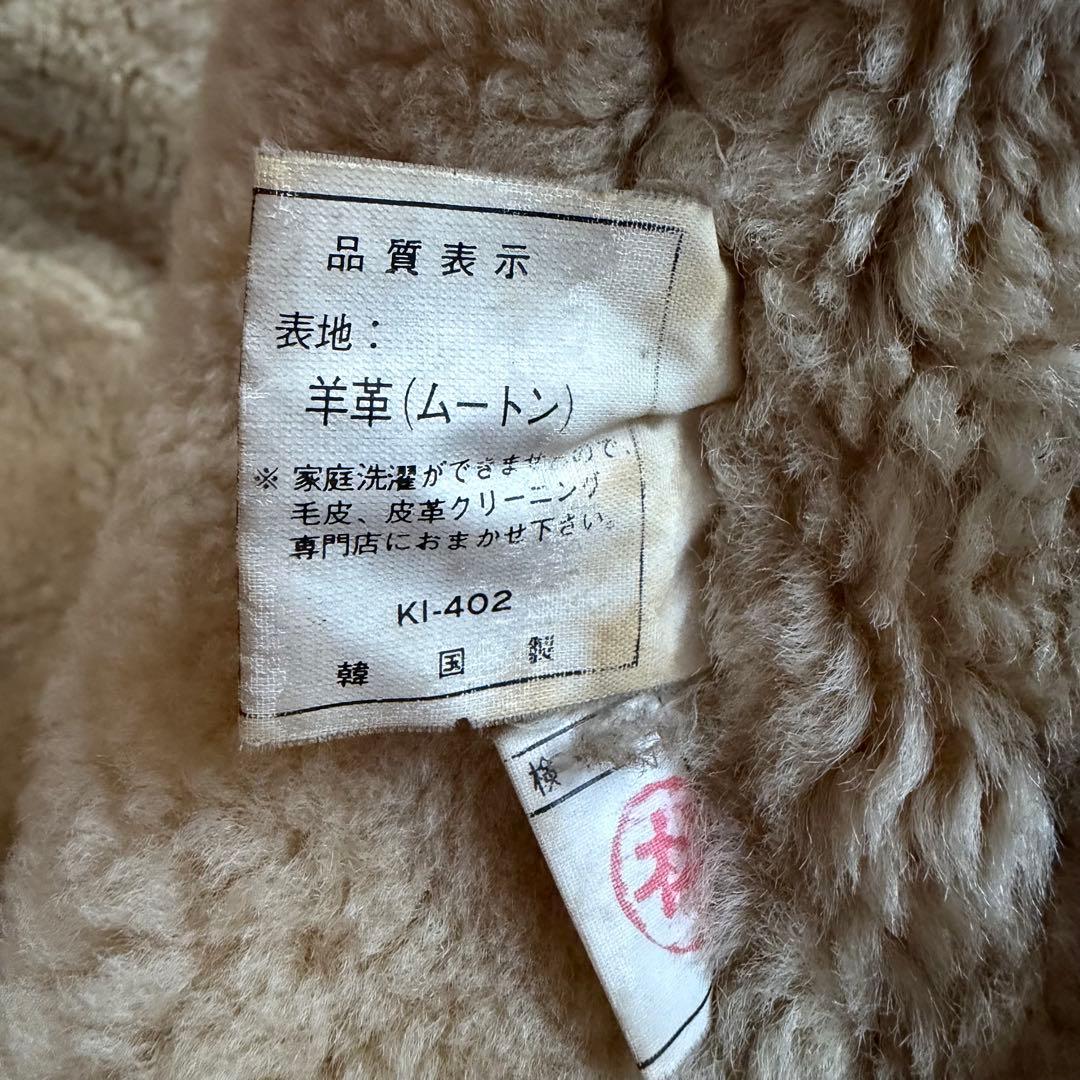 品質表示
表地：
羊革(ムートン)
※家庭洗濯ができませんので、
毛皮、皮革クリーニング
専門店におまかせ下さい。
KI-402
韓国製
検